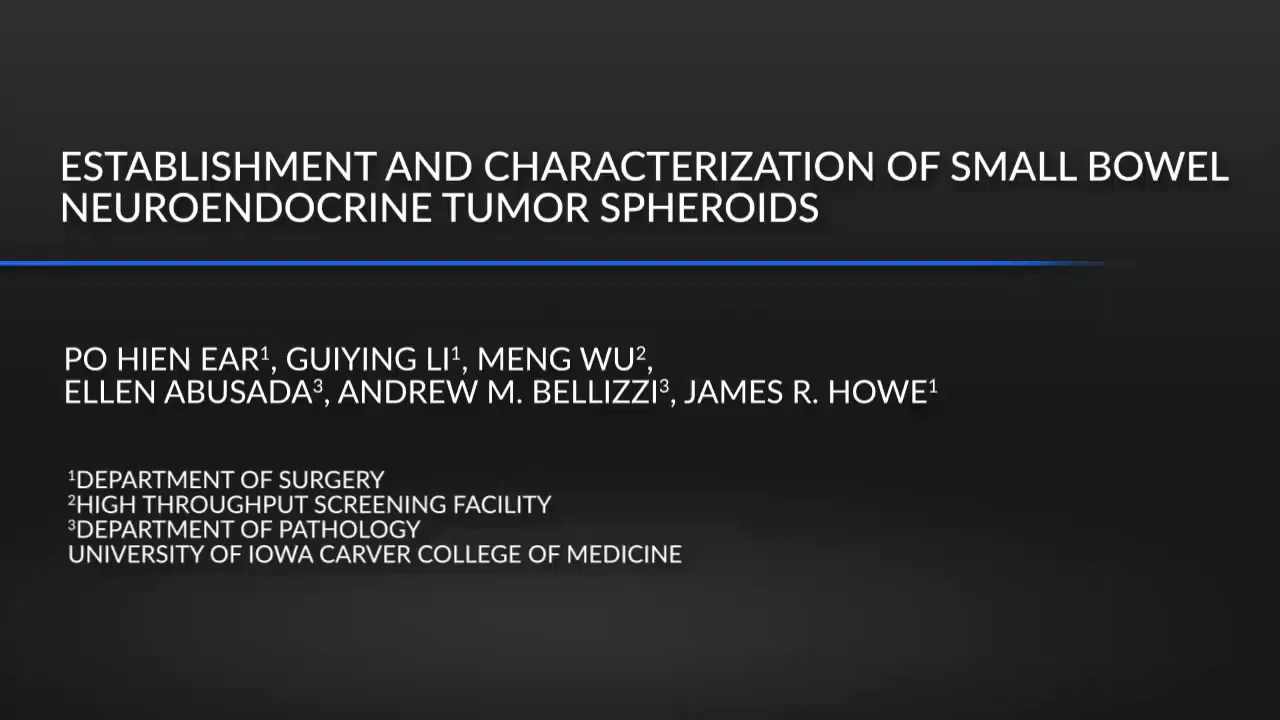 ESTABLISHMENT AND CHARACTERIZATION OF SMALL BOWEL
NEUROENDOCRINE TUMOR SPHEROIDS
PO HIEN EAR¹, GUIYING LI¹, MENG WU²,
ELLEN ABUSADA³, ANDREW M. BELLIZZI³, JAMES R. HOWE¹
¹DEPARTMENT OF SURGERY
²HIGH THROUGHPUT SCREENING FACILITY
³DEPARTMENT OF PATHOLOGY
UNIVERSITY OF IOWA CARVER COLLEGE OF MEDICINE